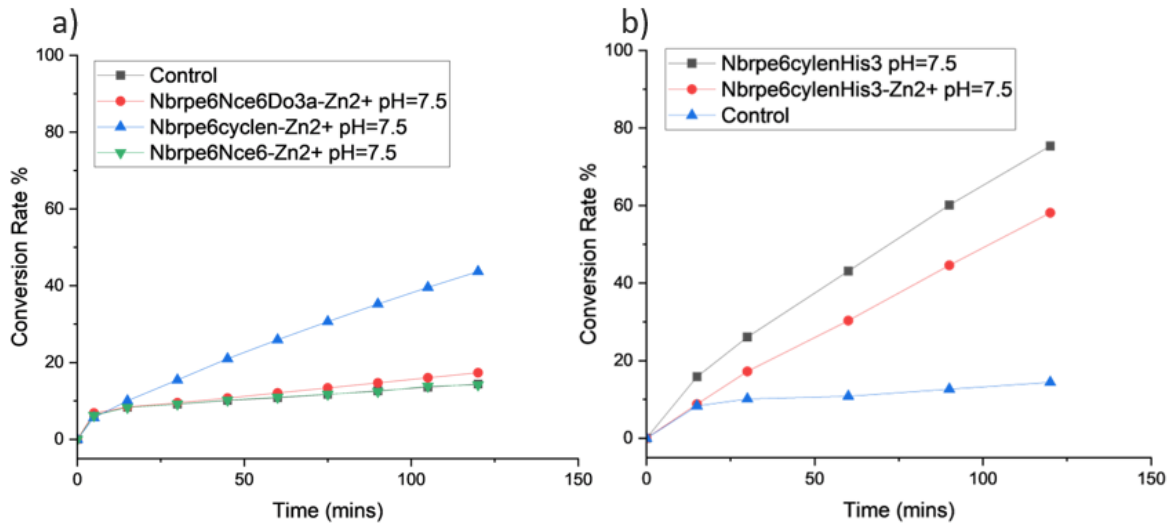 a)
100
80
60
40
20
0
Conversion Rate %
Control
Nbrpe6Nce6Do3a-Zn2+ pH=7.5
Nbrpe6cyclen-Zn2+ pH=7.5
Nbrpe6Nce6-Zn2+ pH=7.5
0 50 100 150
Time (mins)
b)
100
80
60
40
20
0
Conversion Rate %
Nbrpe6cylenHis3 pH=7.5
Nbrpe6cylenHis3-Zn2+ pH=7.5
Control
0 50 100 150
Time (mins)